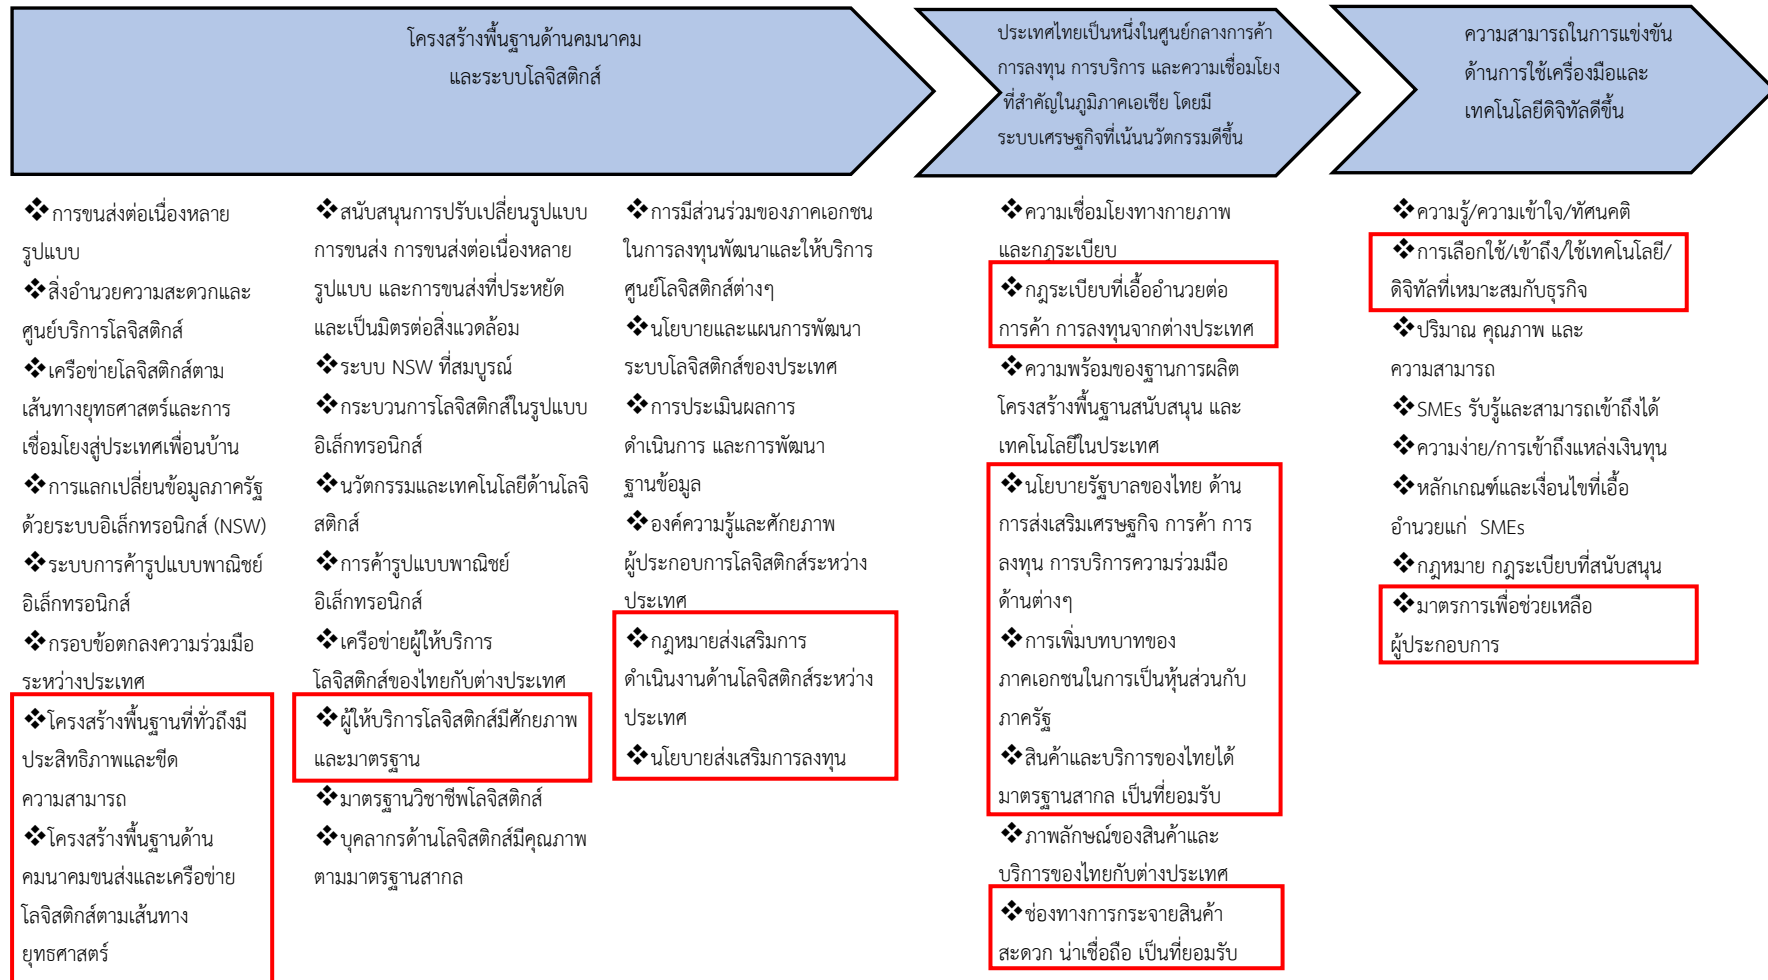 โครงสร้างพื้นฐานด้านคมนาคม
และระบบโลจิสติกส์
ประเทศไทยเป็นหนึ่งในศูนย์กลางการค้า
การลงทุน การบริการ และความเชื่อมโยง
ที่สำคัญในภูมิภาคเอเชีย โดยมี
ระบบเศรษฐกิจที่เน้นนวัตกรรมดีขึ้น
ความสามารถในการแข่งขัน
ด้านการใช้เครื่องมือและ
เทคโนโลยีดิจิทัลดีขึ้น
❖การขนส่งต่อเนื่องหลาย
รูปแบบ
❖สิ่งอำนวยความสะดวกและ
ศูนย์บริการโลจิสติกส์
❖เครือข่ายโลจิสติกส์ตาม
เส้นทางยุทธศาสตร์และการ
เชื่อมโยงสู่ประเทศเพื่อนบ้าน
❖การแลกเปลี่ยนข้อมูลภาครัฐ
ด้วยระบบอิเล็กทรอนิกส์ (NSW)
❖ระบบการค้ารูปแบบพาณิชย์
อิเล็กทรอนิกส์
❖กรอบข้อตกลงความร่วมมือ
ระหว่างประเทศ
❖โครงสร้างพื้นฐานที่ทั่วถึงมี
ประสิทธิภาพและขีด
ความสามารถ
❖โครงสร้างพื้นฐานด้าน
คมนาคมขนส่งและเครือข่าย
โลจิสติกส์ตามเส้นทาง
ยุทธศาสตร์
❖สนับสนุนการปรับเปลี่ยนรูปแบบ
การขนส่ง การขนส่งต่อเนื่องหลาย
รูปแบบ และการขนส่งที่ประหยัด
และเป็นมิตรต่อสิ่งแวดล้อม
❖ระบบ NSW ที่สมบูรณ์
❖กระบวนการโลจิสติกส์ในรูปแบบ
อิเล็กทรอนิกส์
❖นวัตกรรมและเทคโนโลยีด้านโลจิ
สติกส์
❖การค้ารูปแบบพาณิชย์
อิเล็กทรอนิกส์
❖เครือข่ายผู้ให้บริการ
โลจิสติกส์ของไทยกับต่างประเทศ
❖ผู้ให้บริการโลจิสติกส์มีศักยภาพ
และมาตรฐาน
❖มาตรฐานวิชาชีพโลจิสติกส์
❖บุคลากรด้านโลจิสติกส์มีคุณภาพ
ตามมาตรฐานสากล
❖การมีส่วนร่วมของภาคเอกชน
ในการลงทุนพัฒนาและให้บริการ
ศูนย์โลจิสติกส์ต่างๆ
❖นโยบายและแผนการพัฒนา
ระบบโลจิสติกส์ของประเทศ
❖การประเมินผลการ
ดำเนินการ และการพัฒนา
ฐานข้อมูล
❖องค์ความรู้และศักยภาพ
ผู้ประกอบการโลจิสติกส์ระหว่าง
ประเทศ
❖กฎหมายส่งเสริมการ
ดำเนินงานด้านโลจิสติกส์ระหว่าง
ประเทศ
❖นโยบายส่งเสริมการลงทุน
❖ความเชื่อมโยงทางกายภาพ
และกฎระเบียบ
❖กฎระเบียบที่เอื้ออำนวยต่อ
การค้า การลงทุนจากต่างประเทศ
❖ความพร้อมของฐานการผลิต
โครงสร้างพื้นฐานสนับสนุน และ
เทคโนโลยีในประเทศ
❖นโยบายรัฐบาลของไทย ด้าน
การส่งเสริมเศรษฐกิจ การค้า การ
ลงทุน การบริการความร่วมมือ
ด้านต่างๆ
❖การเพิ่มบทบาทของ
ภาคเอกชนในการเป็นหุ้นส่วนกับ
ภาครัฐ
❖สินค้าและบริการของไทยได้
มาตรฐานสากล เป็นที่ยอมรับ
❖ภาพลักษณ์ของสินค้าและ
บริการของไทยกับต่างประเทศ
❖ช่องทางการกระจายสินค้า
สะดวก น่าเชื่อถือ เป็นที่ยอมรับ
❖ความรู้/ความเข้าใจ/ทัศนคติ
❖การเลือกใช้/เข้าถึง/ใช้เทคโนโลยี/
ดิจิทัลที่เหมาะสมกับธุรกิจ
❖ปริมาณ คุณภาพ และ
ความสามารถ
❖SMEs รับรู้และสามารถเข้าถึงได้
❖ความง่าย/การเข้าถึงแหล่งเงินทุน
❖หลักเกณฑ์และเงื่อนไขที่เอื้อ
อำนวยแก่ SMEs
❖กฎหมาย กฎระเบียบที่สนับสนุน
❖มาตรการเพื่อช่วยเหลือ
ผู้ประกอบการ